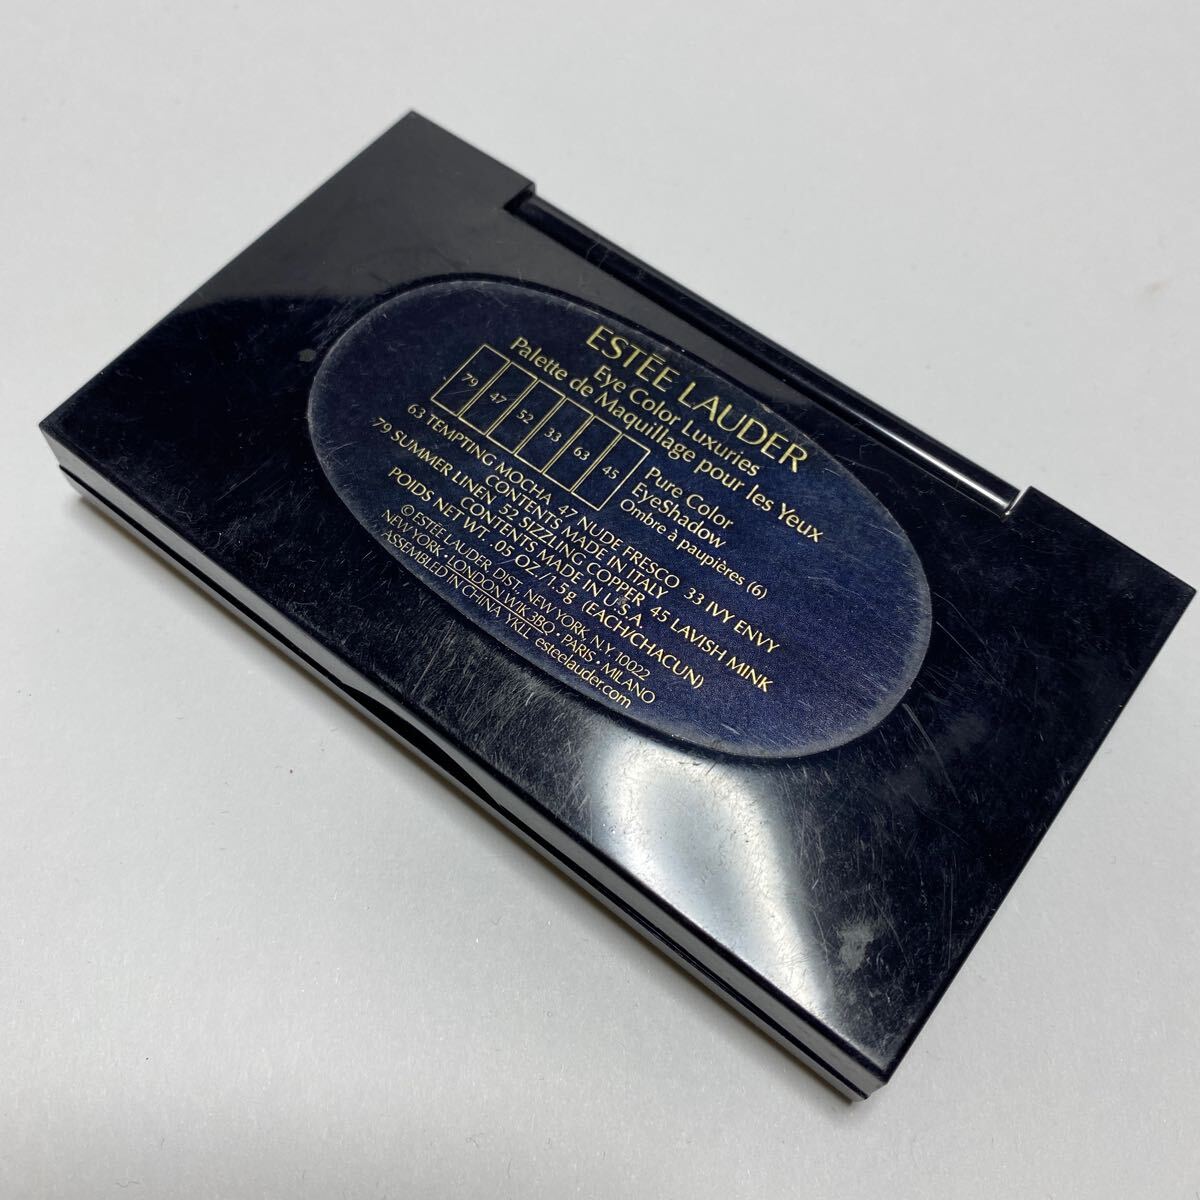 ESTĒE LAUDER
Eye Color Luxuries
Palette de Maquillage pour les Yeux
79 47 52 33 63 45
Pure Color
EyeShadow
Ombre à paupières (6)
63 TEMPTING MOCHA 47 NUDE FRESCO 33 IVY ENVY
CONTENTS MADE IN ITALY
79 SUMMER LINEN 52 SIZZLING COPPER 45 LAVISH MINK
CONTENTS MADE IN U.S.A.
POIDS NET WT. .05 OZ./1.5g (EACH/CHACUN)
© ESTEE LAUDER, DIST. NEW YORK, N.Y. 10022
NEW YORK • LONDON, W1K 3BQ • PARIS • MILANO
ASSEMBLED IN CHINA YKLL esteelauder.com